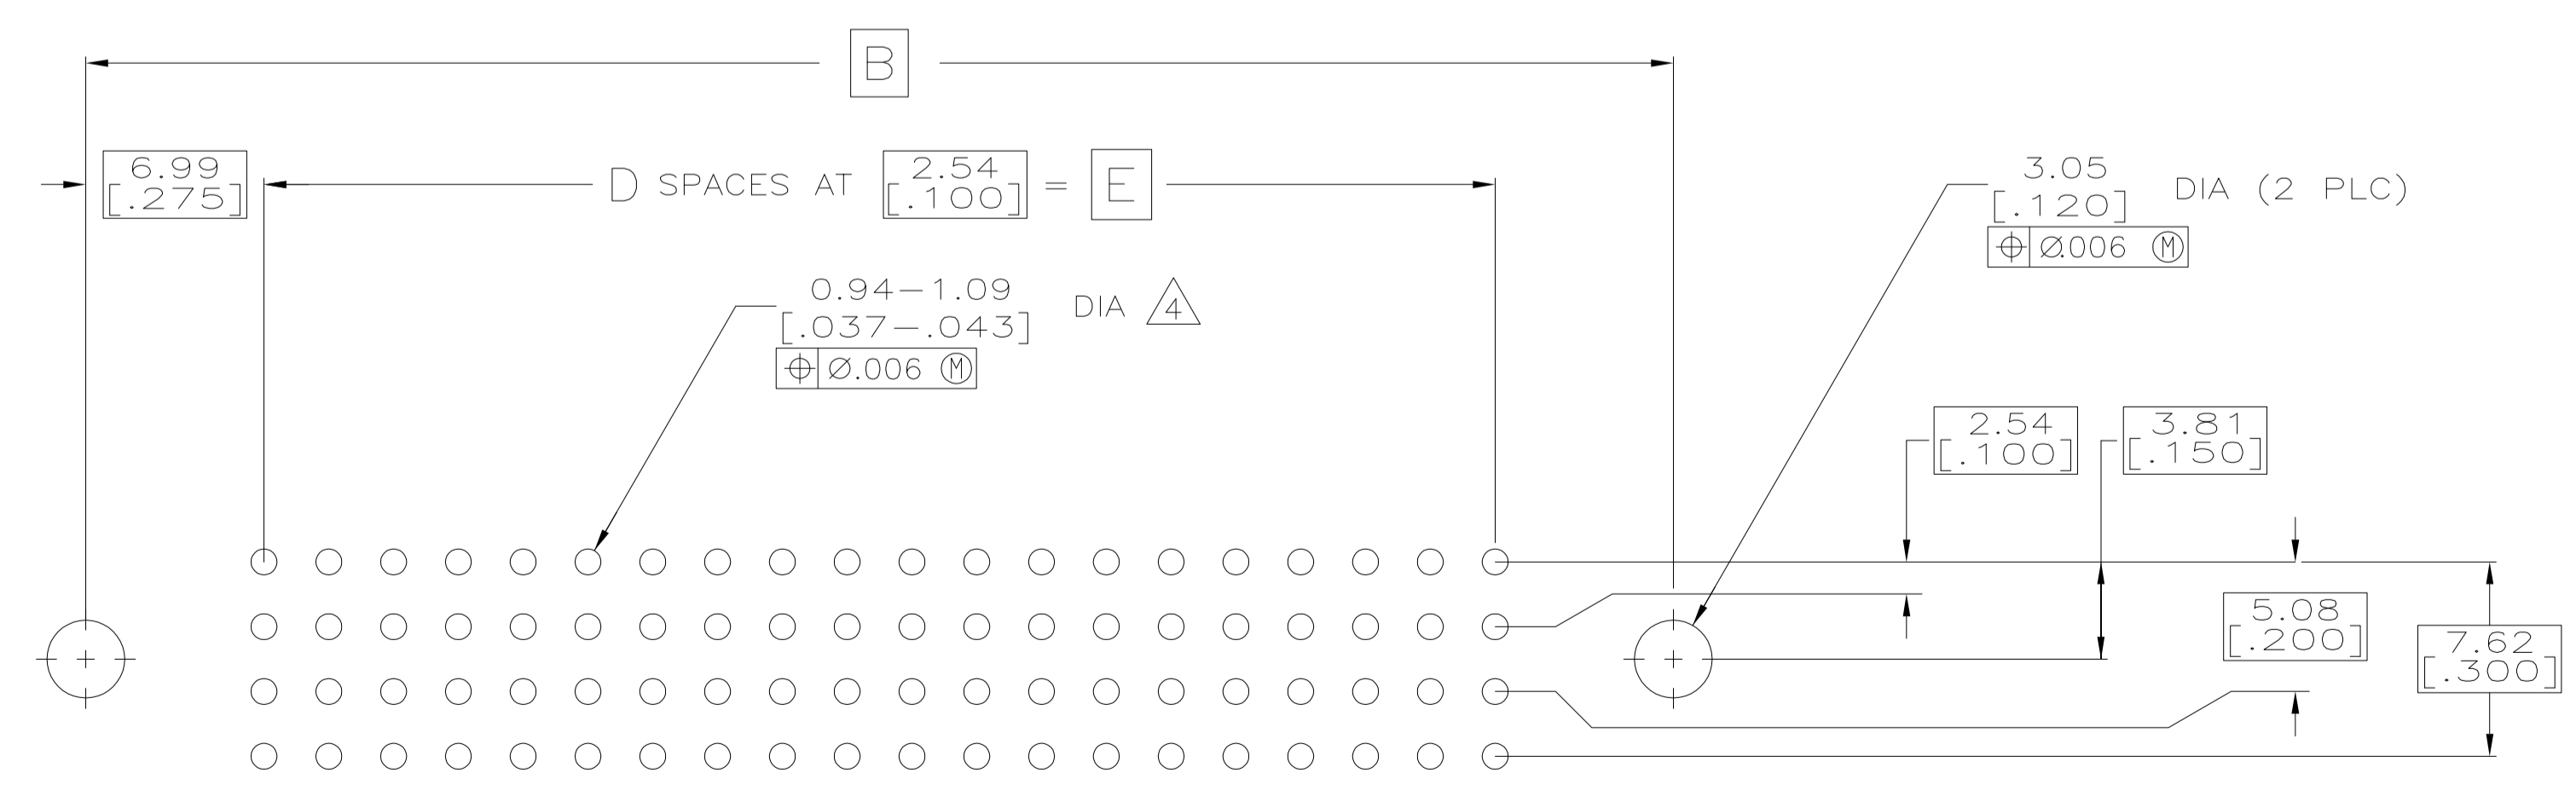 B
6.99
[.275]
D SPACES AT 2.54 [.100] = E
3.05
[.120]
DIA (2 PLC)
⌖ Ø.006 Ⓜ
0.94-1.09
[.037-.043]
DIA 4
⌖ Ø.006 Ⓜ
2.54
[.100]
3.81
[.150]
5.08
[.200]
7.62
[.300]